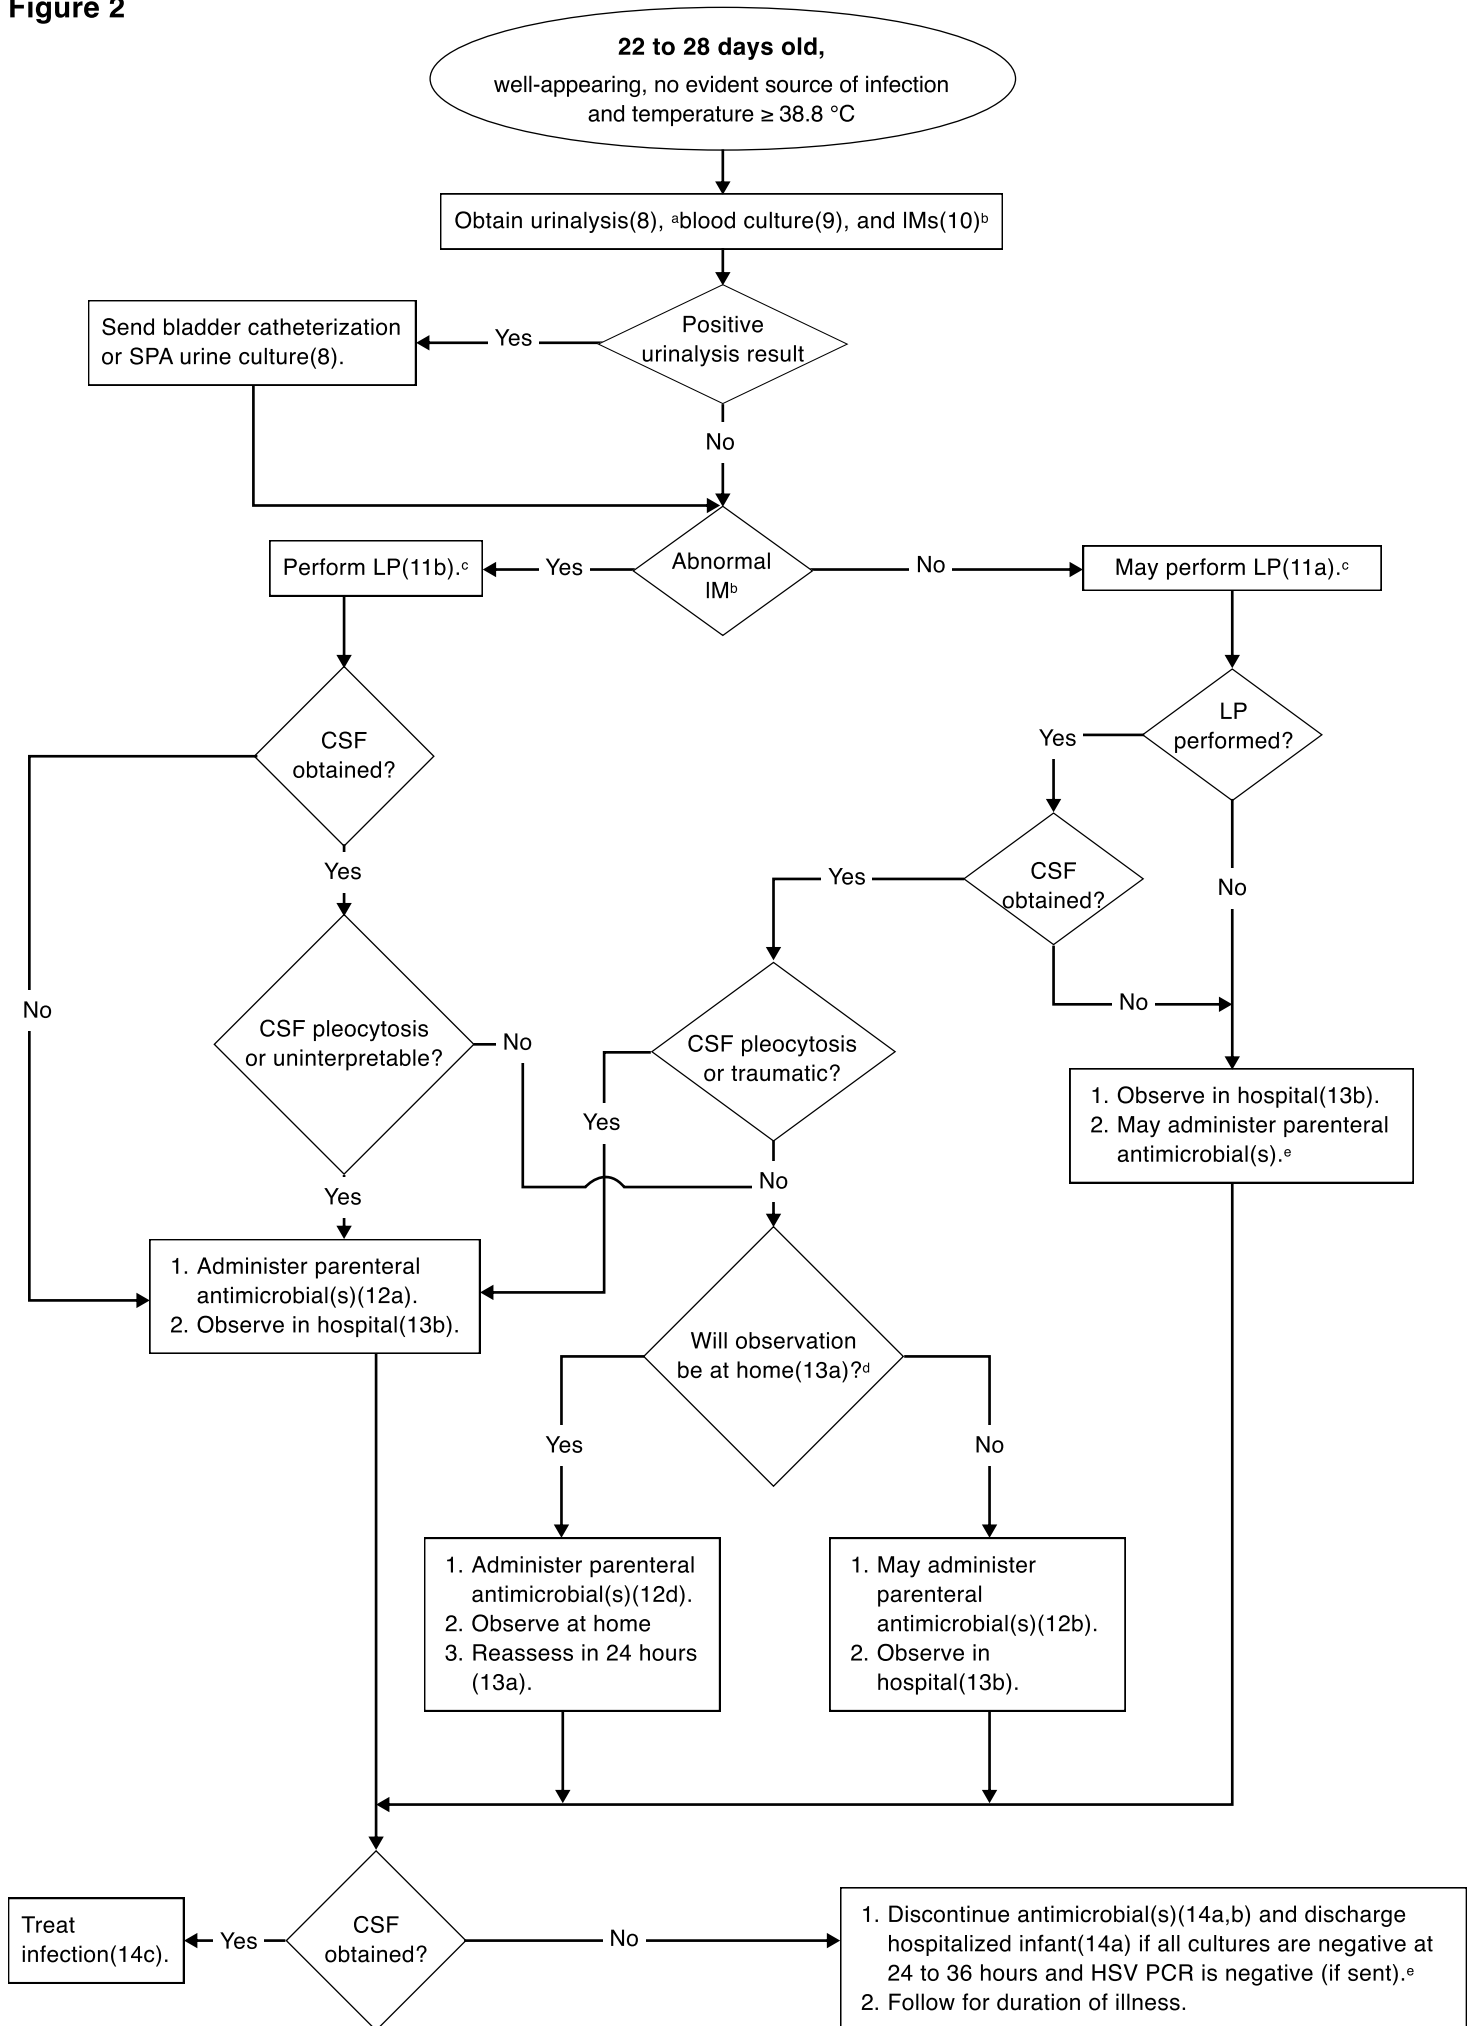 Figure 2
22 to 28 days old,
well-appearing, no evident source of infection
and temperature ≥ 38.8 °C
Obtain urinalysis(8), ᵃblood culture(9), and IMs(10)ᵇ
Positive
urinalysis result
Yes
Send bladder catheterization
or SPA urine culture(8).
No
Abnormal
IMᵇ
Yes
Perform LP(11b).ᶜ
No
May perform LP(11a).ᶜ
CSF
obtained?
LP
performed?
Yes
Yes
CSF
obtained?
Yes
No
No
No
CSF pleocytosis
or uninterpretable?
No
CSF pleocytosis
or traumatic?
Yes
No
1. Observe in hospital(13b).
2. May administer parenteral
antimicrobial(s).ᵉ
Yes
1. Administer parenteral
antimicrobial(s)(12a).
2. Observe in hospital(13b).
Will observation
be at home(13a)?ᵈ
Yes
No
1. Administer parenteral
antimicrobial(s)(12d).
2. Observe at home
3. Reassess in 24 hours
(13a).
1. May administer
parenteral
antimicrobial(s)(12b).
2. Observe in
hospital(13b).
CSF
obtained?
Yes
Treat
infection(14c).
No
1. Discontinue antimicrobial(s)(14a,b) and discharge
hospitalized infant(14a) if all cultures are negative at
24 to 36 hours and HSV PCR is negative (if sent).ᵉ
2. Follow for duration of illness.